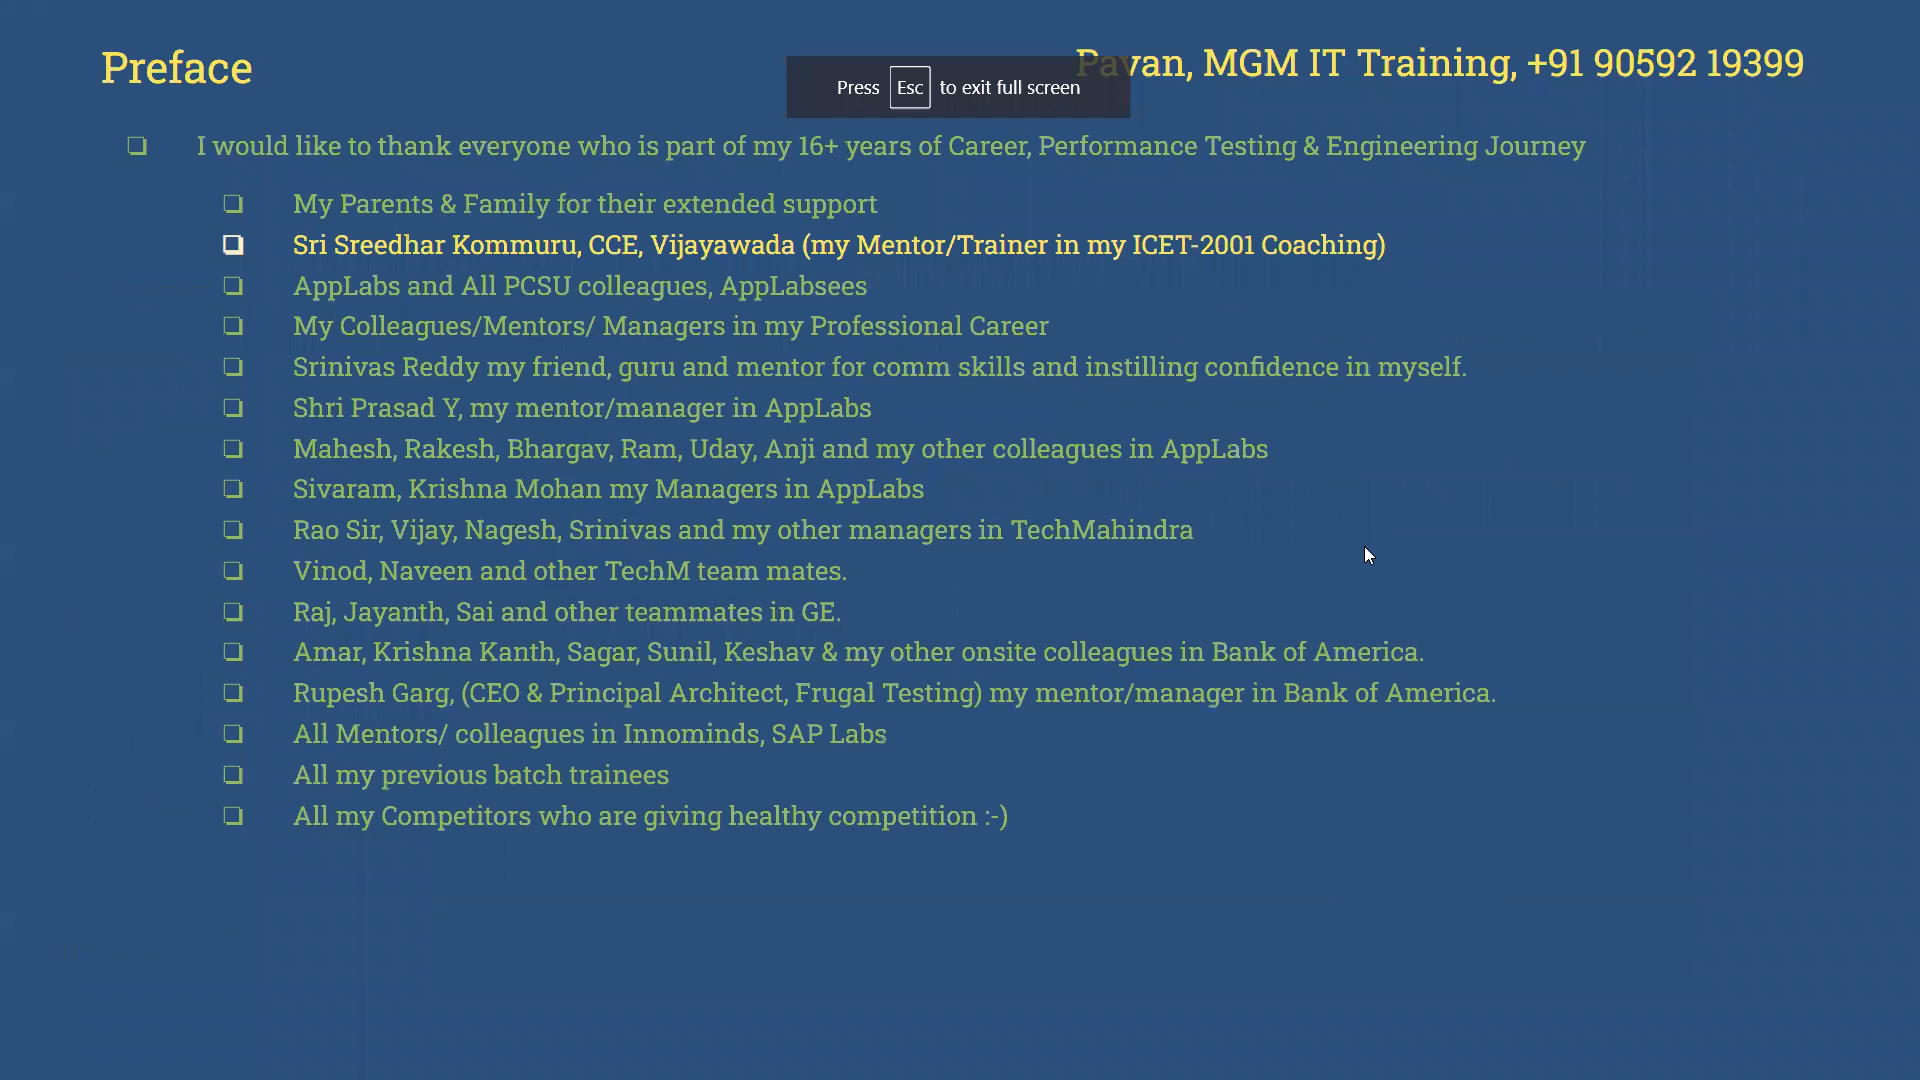 Preface
Pavan, MGM IT Training, +91 90592 19399
Press Esc to exit full screen
I would like to thank everyone who is part of my 16+ years of Career, Performance Testing & Engineering Journey
My Parents & Family for their extended support
Sri Sreedhar Kommuru, CCE, Vijayawada (my Mentor/Trainer in my ICET-2001 Coaching)
AppLabs and All PCSU colleagues, AppLabsees
My Colleagues/Mentors/ Managers in my Professional Career
Srinivas Reddy my friend, guru and mentor for comm skills and instilling confidence in myself.
Shri Prasad Y, my mentor/manager in AppLabs
Mahesh, Rakesh, Bhargav, Ram, Uday, Anji and my other colleagues in AppLabs
Sivaram, Krishna Mohan my Managers in AppLabs
Rao Sir, Vijay, Nagesh, Srinivas and my other managers in TechMahindra
Vinod, Naveen and other TechM team mates.
Raj, Jayanth, Sai and other teammates in GE.
Amar, Krishna Kanth, Sagar, Sunil, Keshav & my other onsite colleagues in Bank of America.
Rupesh Garg, (CEO & Principal Architect, Frugal Testing) my mentor/manager in Bank of America.
All Mentors/ colleagues in Innominds, SAP Labs
All my previous batch trainees
All my Competitors who are giving healthy competition :-)